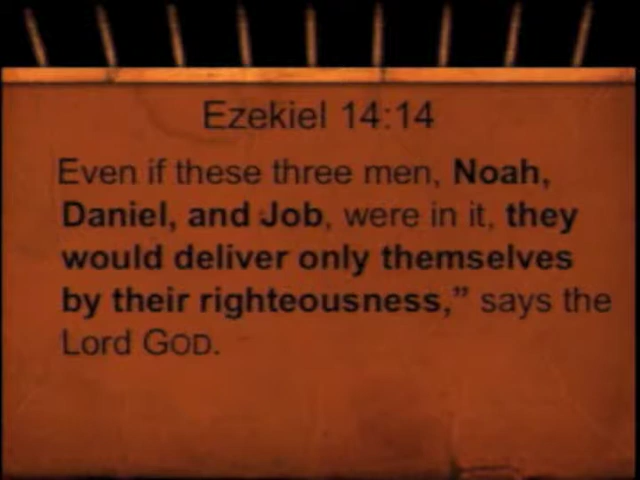 Ezekiel 14:14
Even if these three men, Noah,
Daniel, and Job, were in it, they
would deliver only themselves
by their righteousness,” says the
Lord GOD.